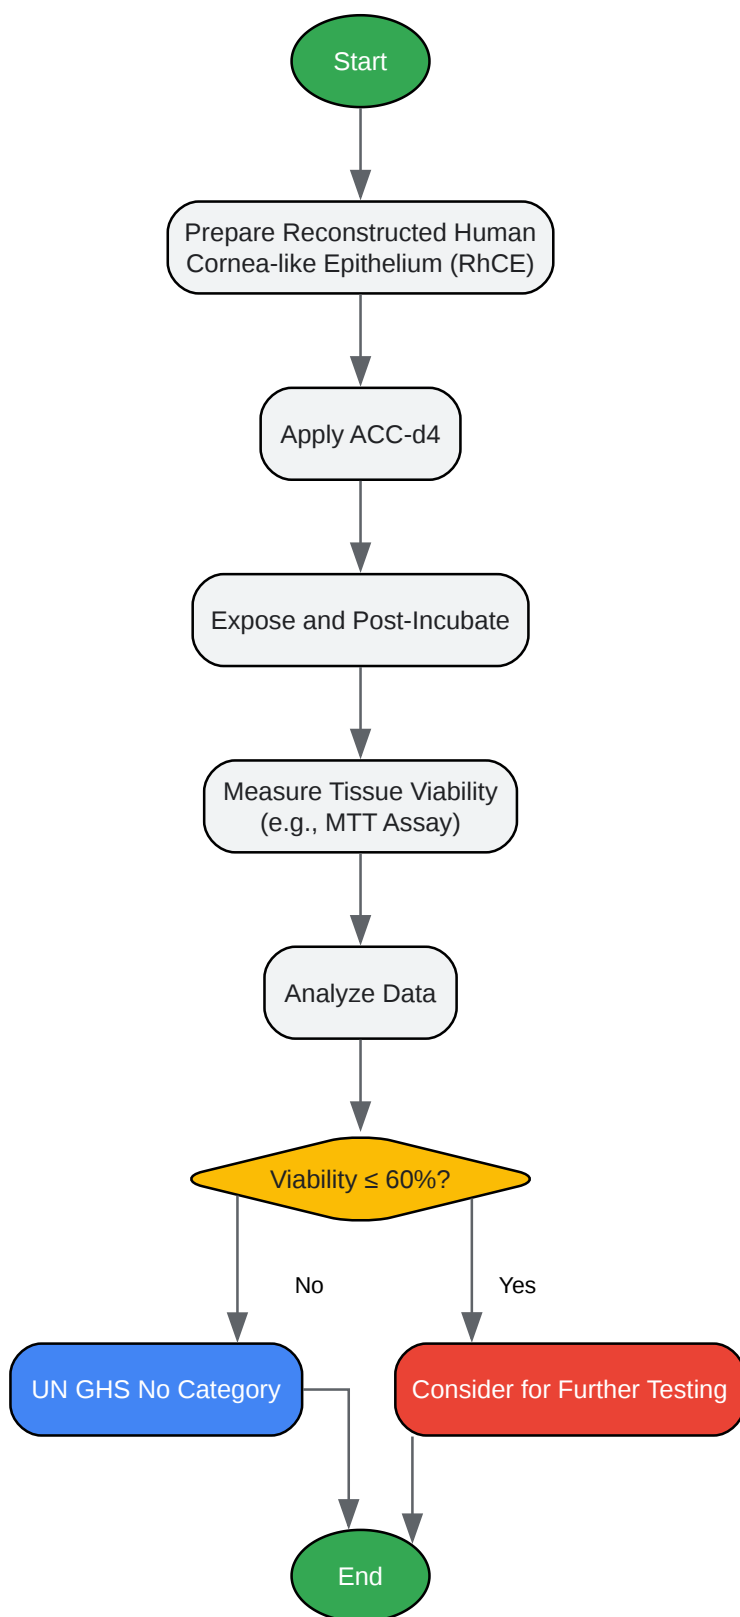 Start
Prepare Reconstructed Human
Cornea-like Epithelium (RhCE)
Apply ACC-d4
Expose and Post-Incubate
Measure Tissue Viability
(e.g., MTT Assay)
Analyze Data
Viability ≤ 60%?
No
Yes
UN GHS No Category
Consider for Further Testing
End